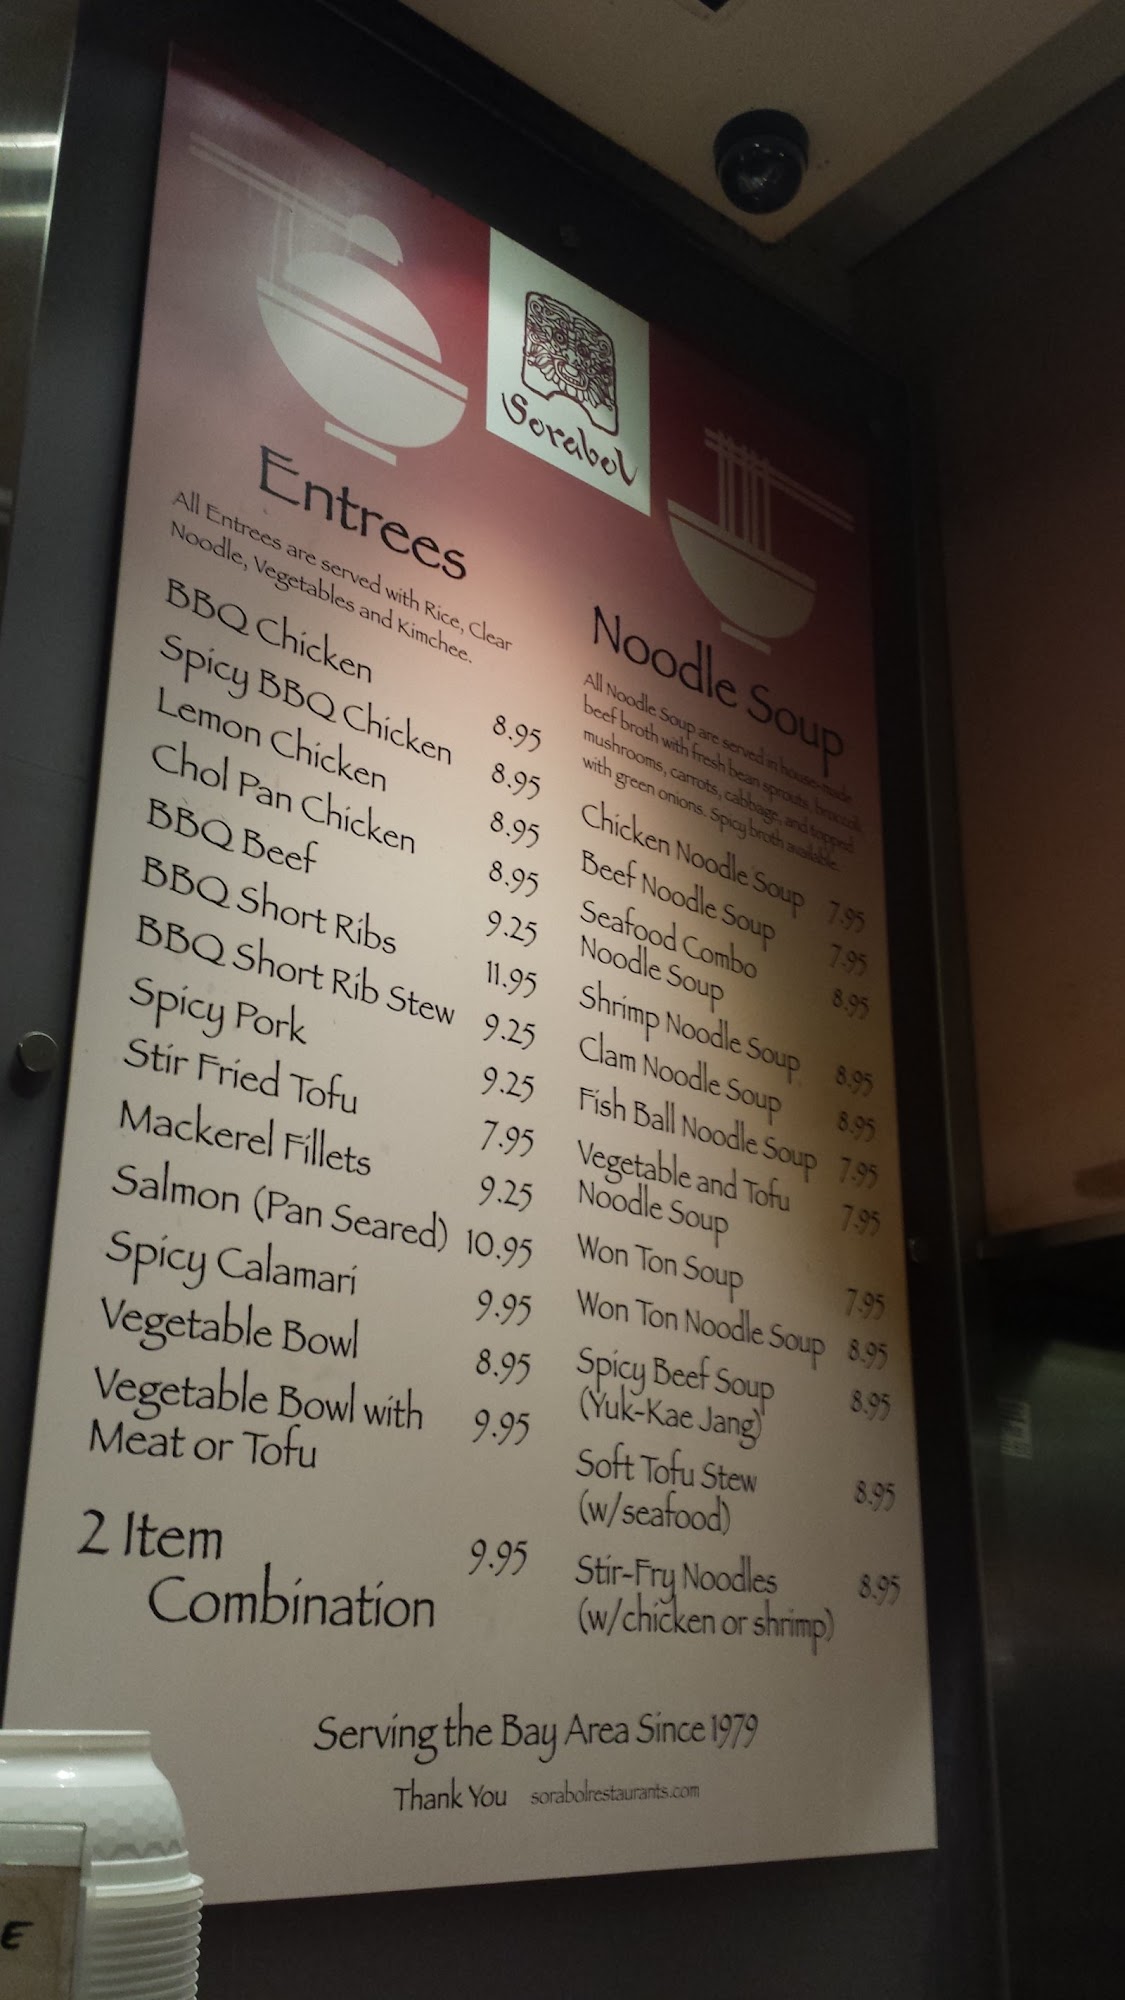 Sorabol
Entrees
All Entrees are served with Rice, Clear
Noodle, Vegetables and Kimchee.
BBQ Chicken 8.95
Spicy BBQ Chicken 8.95
Lemon Chicken 8.95
Chol Pan Chicken 8.95
BBQ Beef 9.25
BBQ Short Ribs 11.95
BBQ Short Rib Stew 9.25
Spicy Pork 9.25
Stir Fried Tofu 7.95
Mackerel Fillets 9.25
Salmon (Pan Seared) 10.95
Spicy Calamari 9.95
Vegetable Bowl 8.95
Vegetable Bowl with 9.95
Meat or Tofu
2 Item 9.95
Combination
Noodle Soup
All Noodle Soup are served in house-made
beef broth with fresh bean sprouts, broccoli,
mushrooms, carrots, cabbage, and topped
with green onions. Spicy broth available.
Chicken Noodle Soup 7.95
Beef Noodle Soup 7.95
Seafood Combo
Noodle Soup 8.95
Shrimp Noodle Soup 8.95
Clam Noodle Soup 8.95
Fish Ball Noodle Soup 7.95
Vegetable and Tofu 7.95
Noodle Soup
Won Ton Soup 7.95
Won Ton Noodle Soup 8.95
Spicy Beef Soup 8.95
(Yuk-Kae Jang)
Soft Tofu Stew 8.95
(w/seafood)
Stir-Fry Noodles 8.95
(w/chicken or shrimp)
Serving the Bay Area Since 1979
Thank You sorabolrestaurants.com
E